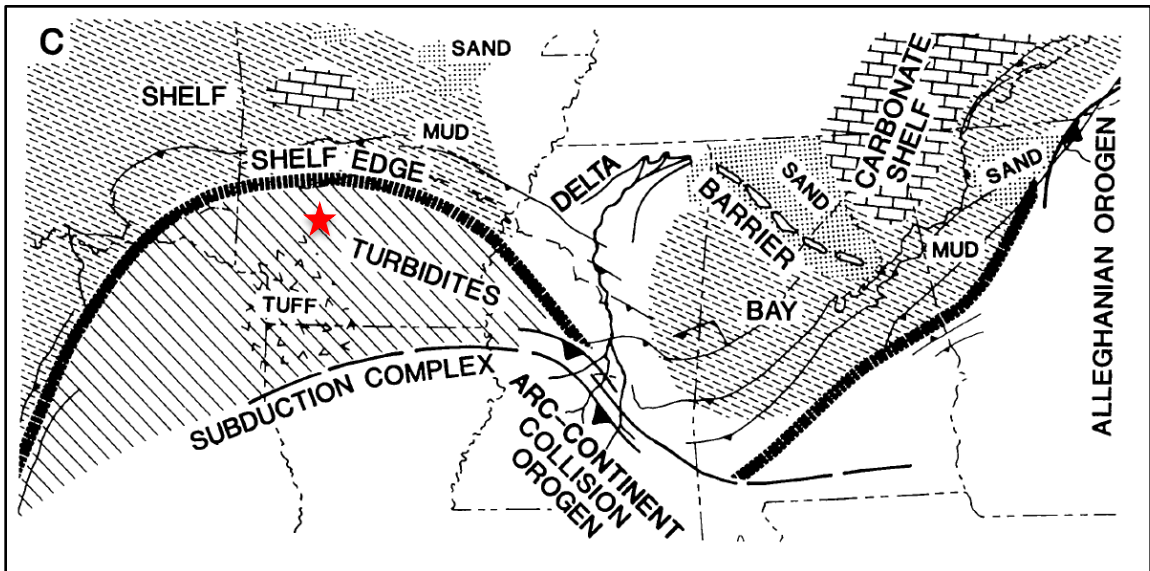 C
SAND
SHELF
MUD
SHELF EDGE
TURBIDITES
TUFF
SUBDUCTION COMPLEX
DELTA
BARRIER
SAND
BAY
CARBONATE
SHELF
SAND
MUD
ARC-CONTINENT
COLLISION
OROGEN
ALLEGHANIAN OROGEN